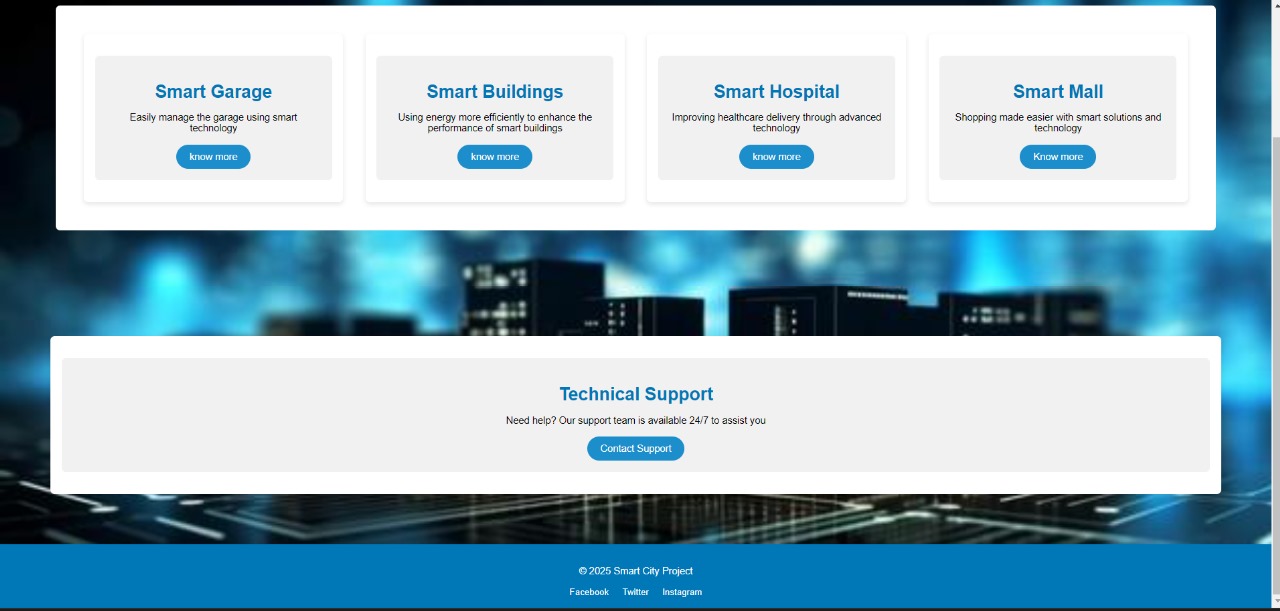 Smart Garage
Easily manage the garage using smart
technology
know more
Smart Buildings
Using energy more efficiently to enhance the
performance of smart buildings
know more
Smart Hospital
Improving healthcare delivery through advanced
technology
know more
Smart Mall
Shopping made easier with smart solutions and
technology
Know more
Technical Support
Need help? Our support team is available 24/7 to assist you
Contact Support
© 2025 Smart City Project
Facebook Twitter Instagram